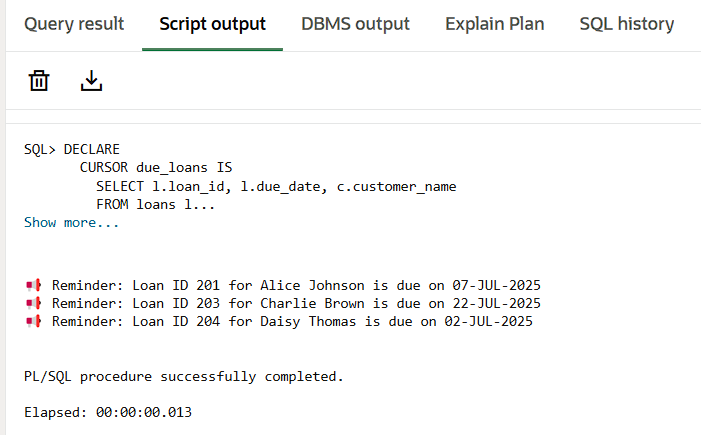 Query result Script output DBMS output Explain Plan SQL history
SQL> DECLARE
CURSOR due_loans IS
SELECT l.loan_id, l.due_date, c.customer_name
FROM loans l...
Show more...
📢 Reminder: Loan ID 201 for Alice Johnson is due on 07-JUL-2025
📢 Reminder: Loan ID 203 for Charlie Brown is due on 22-JUL-2025
📢 Reminder: Loan ID 204 for Daisy Thomas is due on 02-JUL-2025
PL/SQL procedure successfully completed.
Elapsed: 00:00:00.013